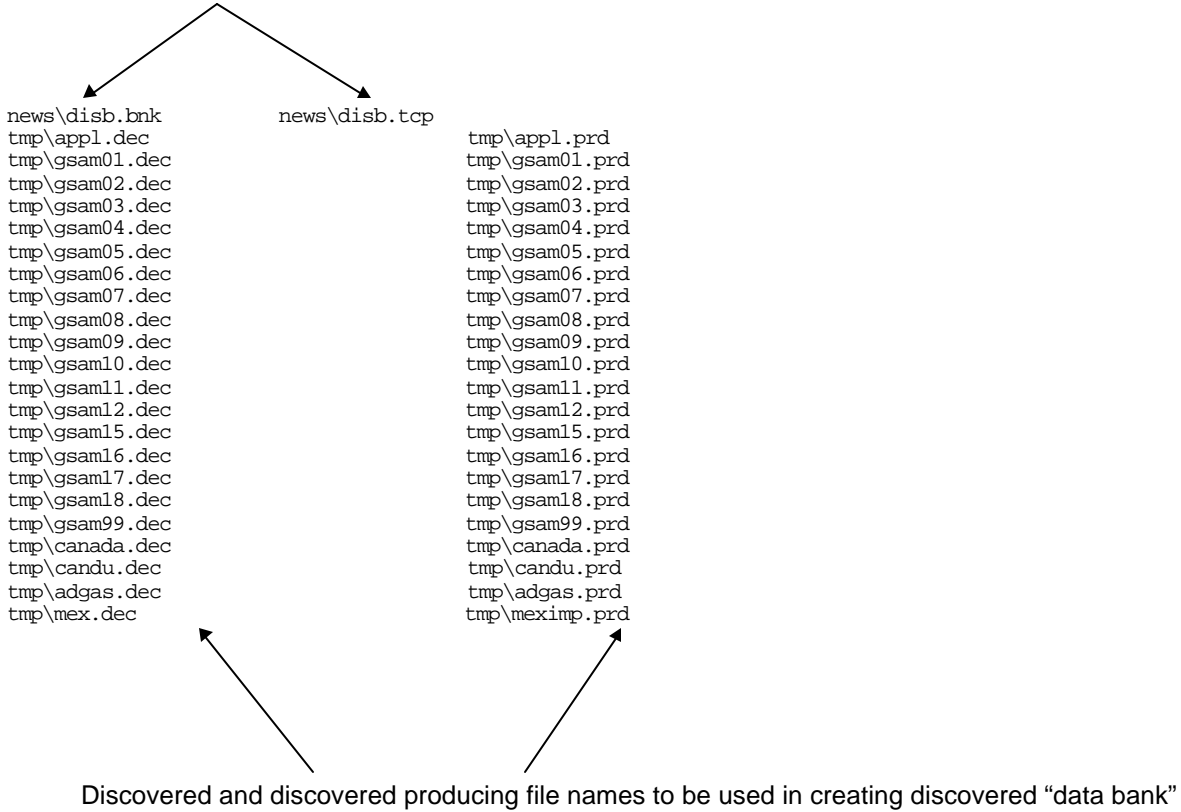 news\disb.bnk news\disb.tcp
tmp\appl.dec tmp\appl.prd
tmp\gsam01.dec tmp\gsam01.prd
tmp\gsam02.dec tmp\gsam02.prd
tmp\gsam03.dec tmp\gsam03.prd
tmp\gsam04.dec tmp\gsam04.prd
tmp\gsam05.dec tmp\gsam05.prd
tmp\gsam06.dec tmp\gsam06.prd
tmp\gsam07.dec tmp\gsam07.prd
tmp\gsam08.dec tmp\gsam08.prd
tmp\gsam09.dec tmp\gsam09.prd
tmp\gsam10.dec tmp\gsam10.prd
tmp\gsam11.dec tmp\gsam11.prd
tmp\gsam12.dec tmp\gsam12.prd
tmp\gsam15.dec tmp\gsam15.prd
tmp\gsam16.dec tmp\gsam16.prd
tmp\gsam17.dec tmp\gsam17.prd
tmp\gsam18.dec tmp\gsam18.prd
tmp\gsam99.dec tmp\gsam99.prd
tmp\canada.dec tmp\canada.prd
tmp\candu.dec tmp\candu.prd
tmp\adgas.dec tmp\adgas.prd
tmp\mex.dec tmp\meximp.prd
Discovered and discovered producing file names to be used in creating discovered “data bank”